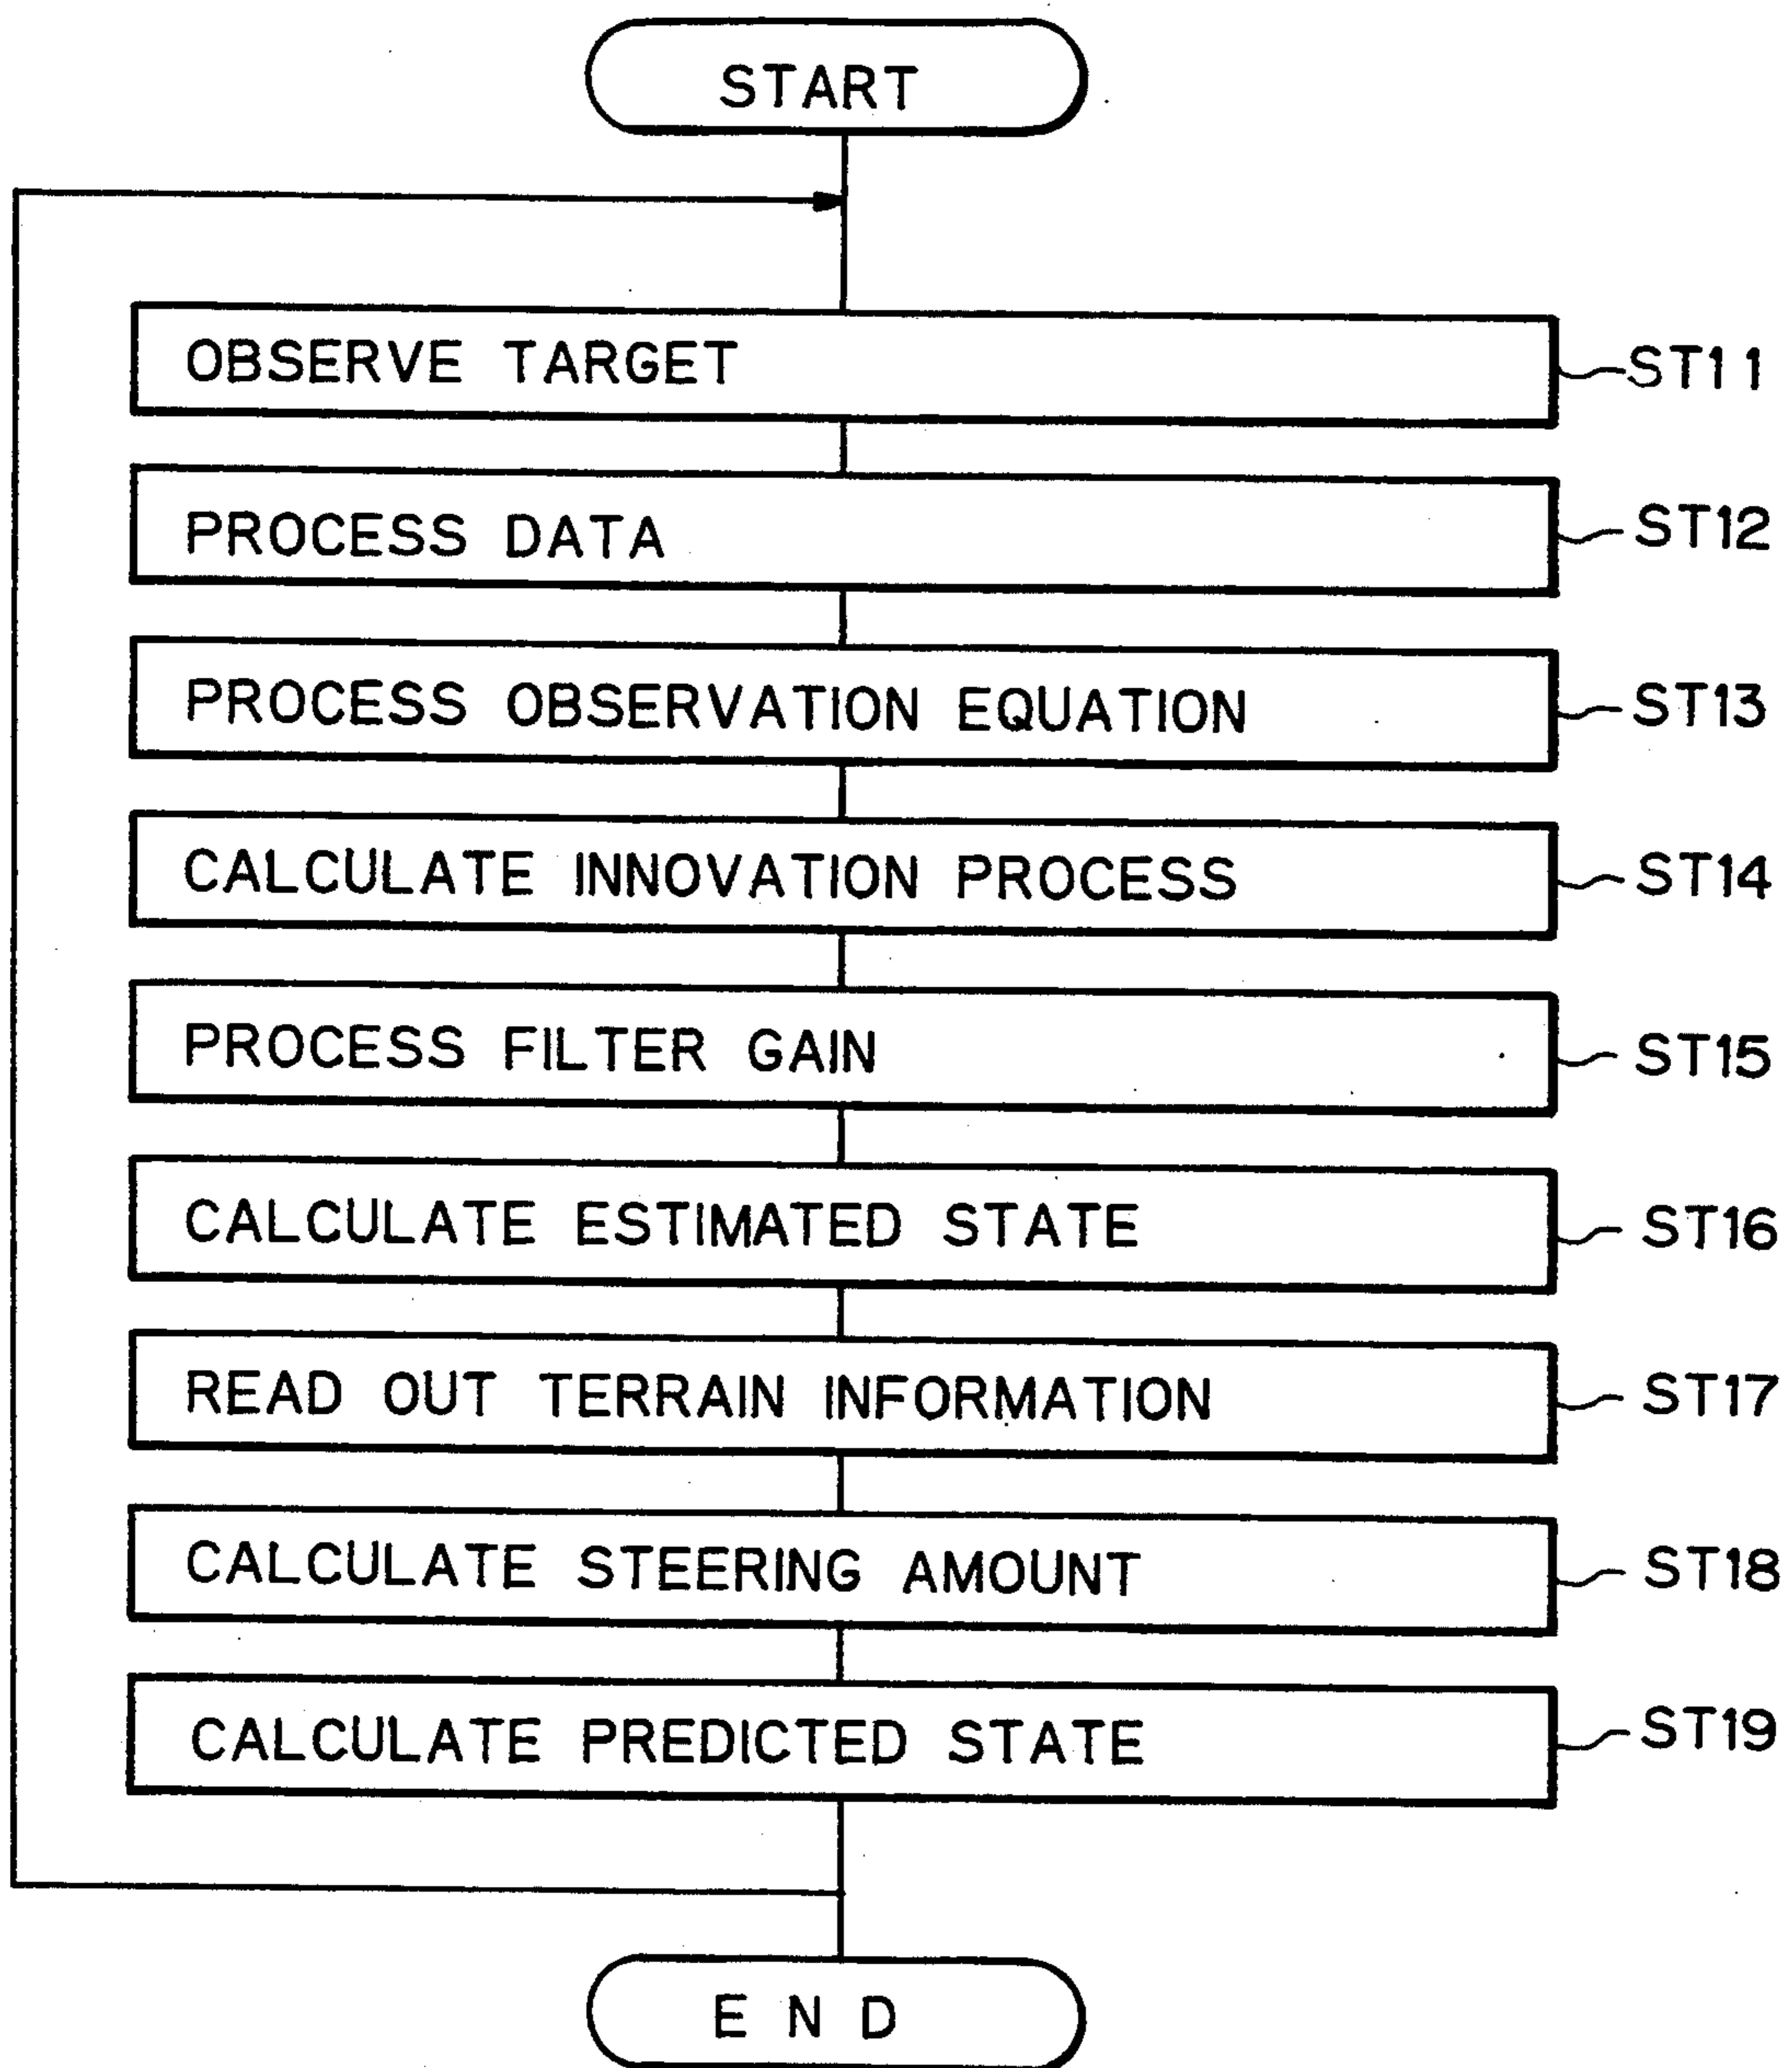 START
OBSERVE TARGET ST11
PROCESS DATA ST12
PROCESS OBSERVATION EQUATION ST13
CALCULATE INNOVATION PROCESS ST14
PROCESS FILTER GAIN ST15
CALCULATE ESTIMATED STATE ST16
READ OUT TERRAIN INFORMATION ST17
CALCULATE STEERING AMOUNT ST18
CALCULATE PREDICTED STATE ST19
END